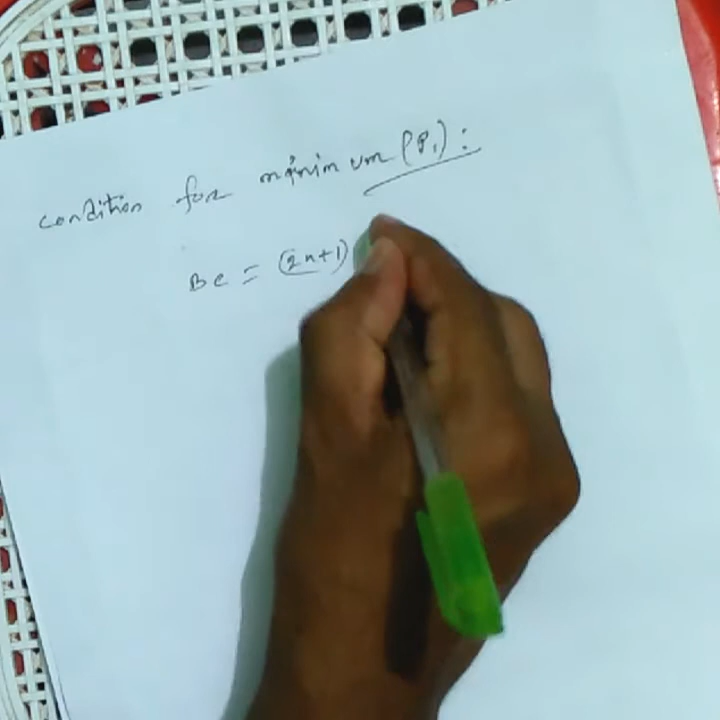 condition for minimum (P₁) :
BC = (2n+1)